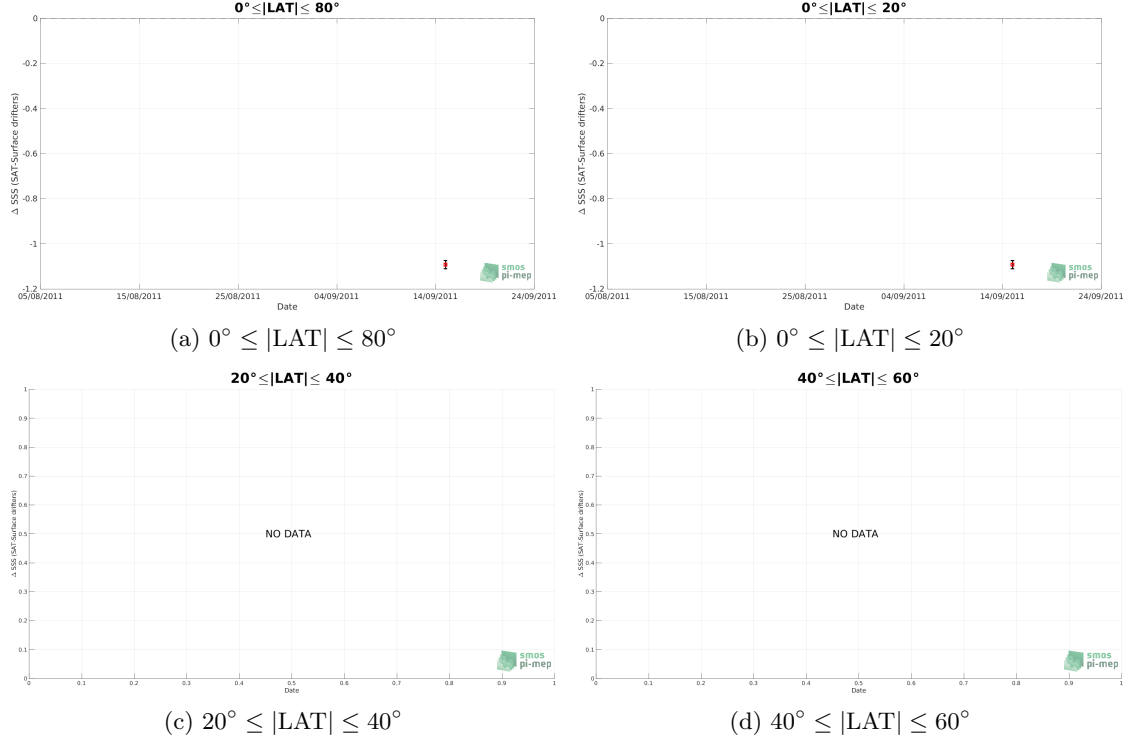 0°≤|LAT|≤ 80°
0
-0.2
-0.4
-0.6
-0.8
-1
-1.2
Δ SSS (SAT-Surface drifters)
05/08/2011 15/08/2011 25/08/2011 04/09/2011 14/09/2011 24/09/2011
Date
smos
pi-mep
(a) 0° ≤ |LAT| ≤ 80°
0°≤|LAT|≤ 20°
0
-0.2
-0.4
-0.6
-0.8
-1
-1.2
Δ SSS (SAT-Surface drifters)
05/08/2011 15/08/2011 25/08/2011 04/09/2011 14/09/2011 24/09/2011
Date
smos
pi-mep
(b) 0° ≤ |LAT| ≤ 20°
20°≤|LAT|≤ 40°
1
0.9
0.8
0.7
0.6
0.5
0.4
0.3
0.2
0.1
0
Δ SSS (SAT-Surface drifters)
NO DATA
0 0.1 0.2 0.3 0.4 0.5 0.6 0.7 0.8 0.9 1
Date
smos
pi-mep
(c) 20° ≤ |LAT| ≤ 40°
40°≤|LAT|≤ 60°
1
0.9
0.8
0.7
0.6
0.5
0.4
0.3
0.2
0.1
0
Δ SSS (SAT-Surface drifters)
NO DATA
0 0.1 0.2 0.3 0.4 0.5 0.6 0.7 0.8 0.9 1
Date
smos
pi-mep
(d) 40° ≤ |LAT| ≤ 60°